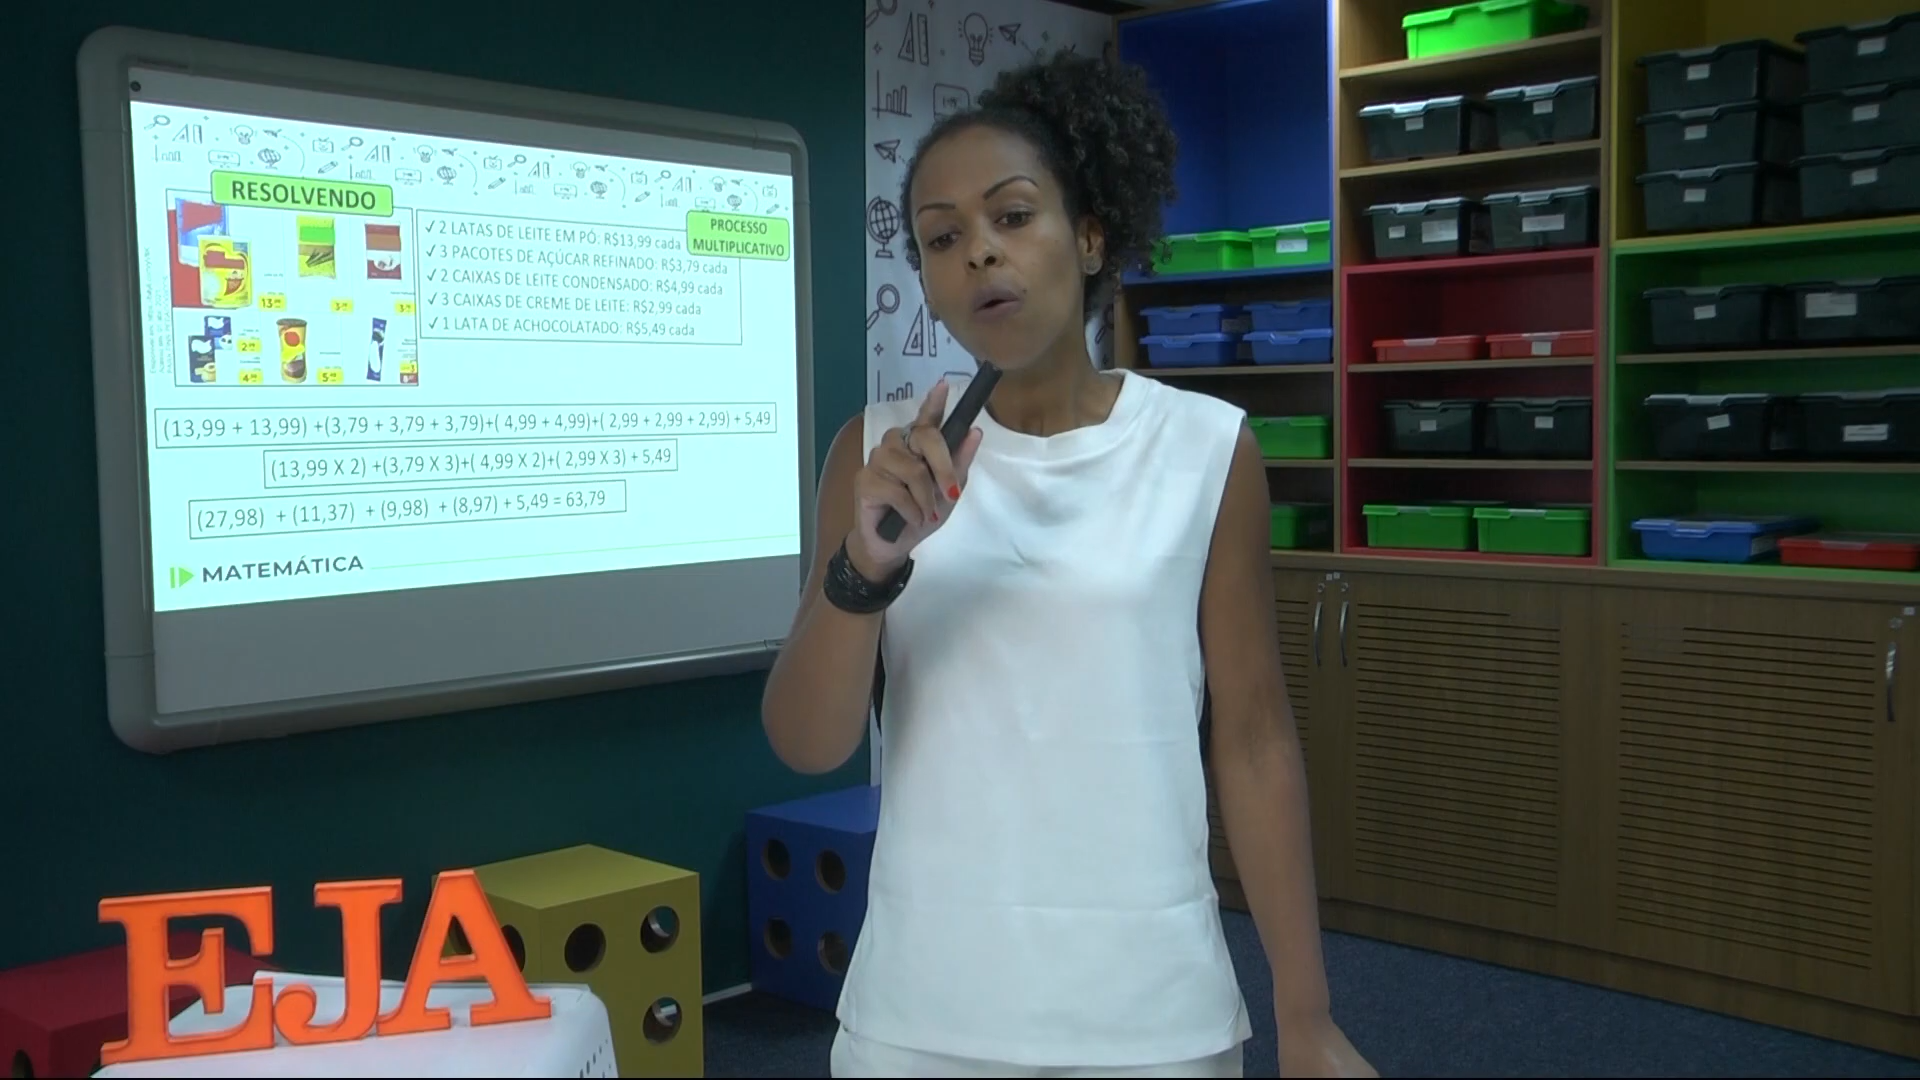 RESOLVENDO
PROCESSO
MULTIPLICATIVO
✓ 2 LATAS DE LEITE EM PÓ: R$13,99 cada
✓ 3 PACOTES DE AÇÚCAR REFINADO: R$3,79 cada
✓ 2 CAIXAS DE LEITE CONDENSADO: R$4,99 cada
✓ 3 CAIXAS DE CREME DE LEITE: R$2,99 cada
✓ 1 LATA DE ACHOCOLATADO: R$5,49 cada
(13,99 + 13,99) +(3,79 + 3,79 + 3,79)+( 4,99 + 4,99)+( 2,99 + 2,99 + 2,99) + 5,49
(13,99 X 2) +(3,79 X 3)+( 4,99 X 2)+( 2,99 X 3) + 5,49
(27,98) + (11,37) + (9,98) + (8,97) + 5,49 = 63,79
MATEMÁTICA
EJA